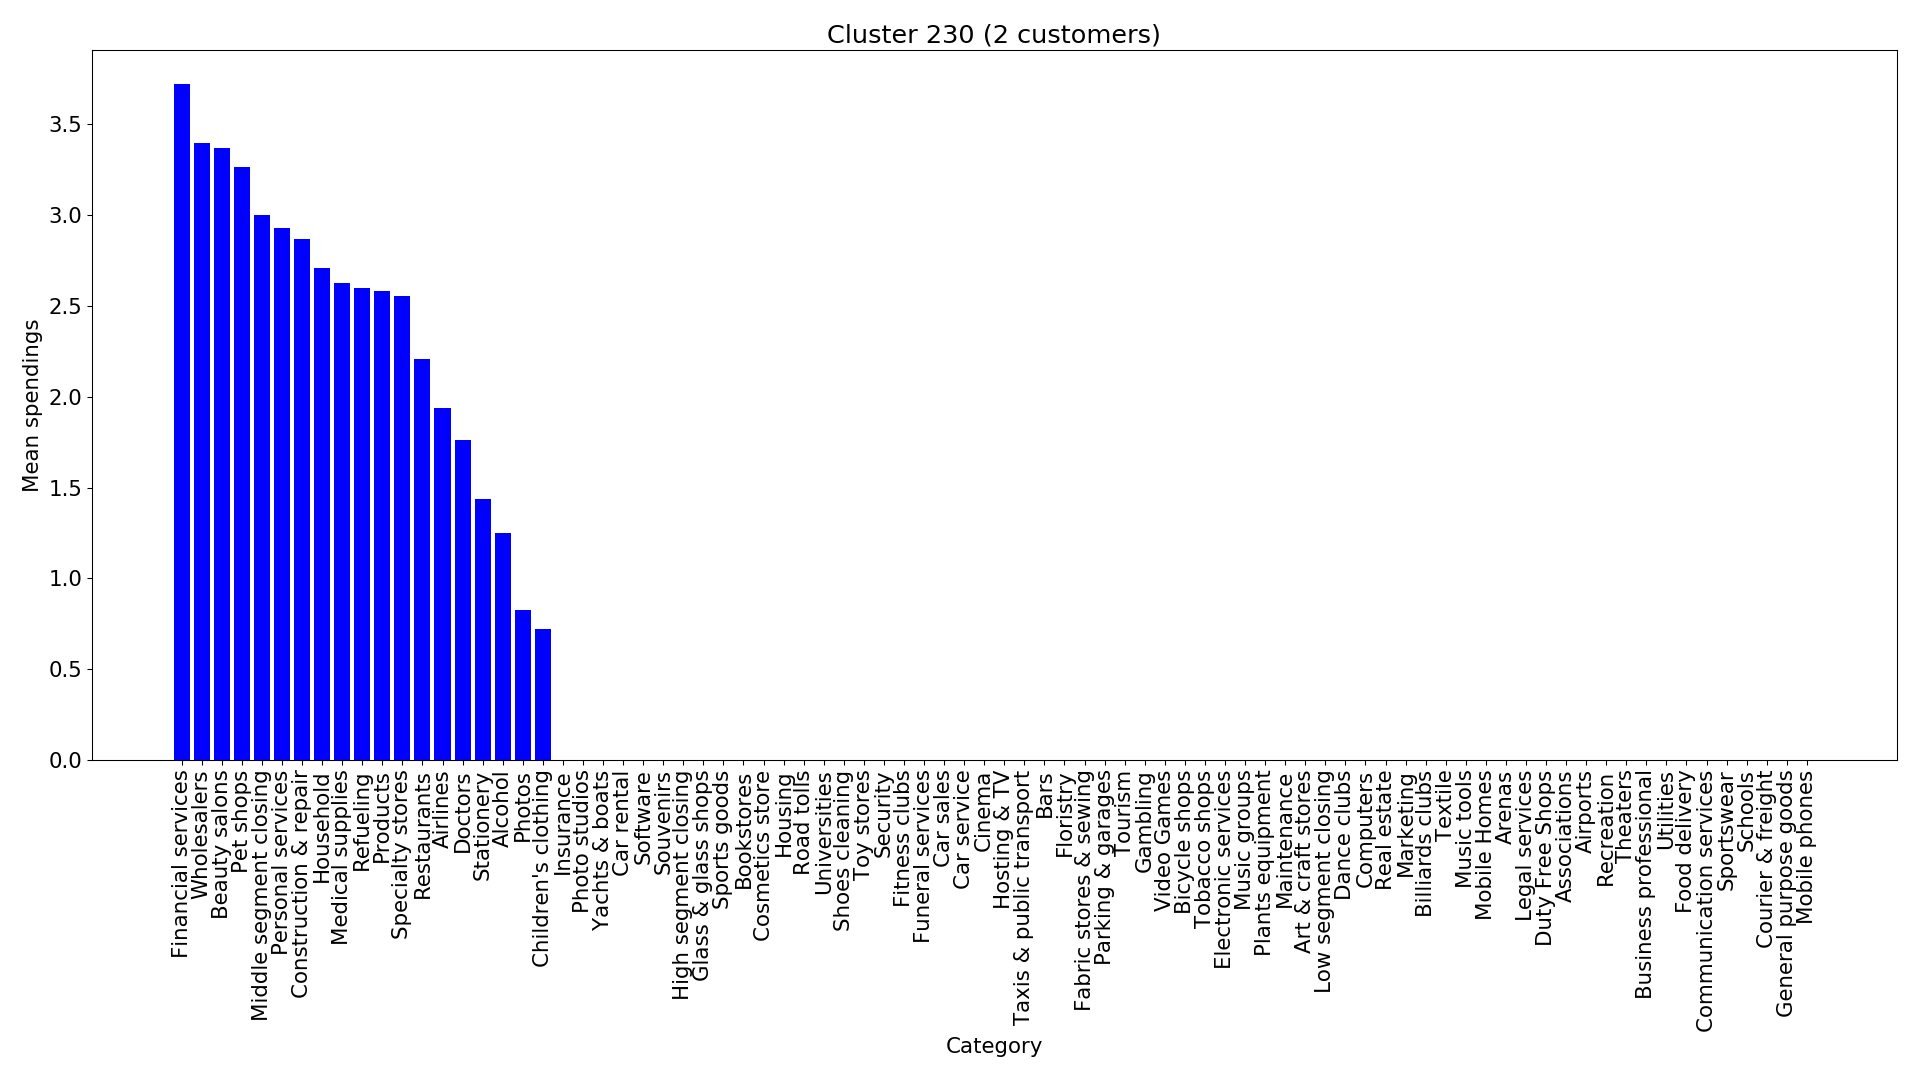 Cluster 230 (2 customers)
Mean spendings
3.5
3.0
2.5
2.0
1.5
1.0
0.5
0.0
Financial services
Wholesalers
Beauty salons
Pet shops
Middle segment closing
Personal services
Construction & repair
Household
Medical supplies
Refueling
Products
Specialty stores
Restaurants
Airlines
Doctors
Stationery
Alcohol
Photos
Children's clothing
Insurance
Photo studios
Yachts & boats
Car rental
Software
Souvenirs
High segment closing
Glass & glass shops
Sports goods
Bookstores
Cosmetics store
Housing
Road tolls
Universities
Shoes cleaning
Toy stores
Security
Fitness clubs
Funeral services
Car sales
Car service
Cinema
Hosting & TV
Taxis & public transport
Bars
Floristry
Fabric stores & sewing
Parking & garages
Tourism
Gambling
Video Games
Bicycle shops
Tobacco shops
Electronic services
Music groups
Plants equipment
Maintenance
Art & craft stores
Low segment closing
Dance clubs
Computers
Real estate
Marketing
Billiards clubs
Textile
Music tools
Mobile Homes
Arenas
Legal services
Duty Free Shops
Associations
Airports
Recreation
Theaters
Business professional
Utilities
Food delivery
Communication services
Sportswear
Schools
Courier & freight
General purpose goods
Mobile phones
Category